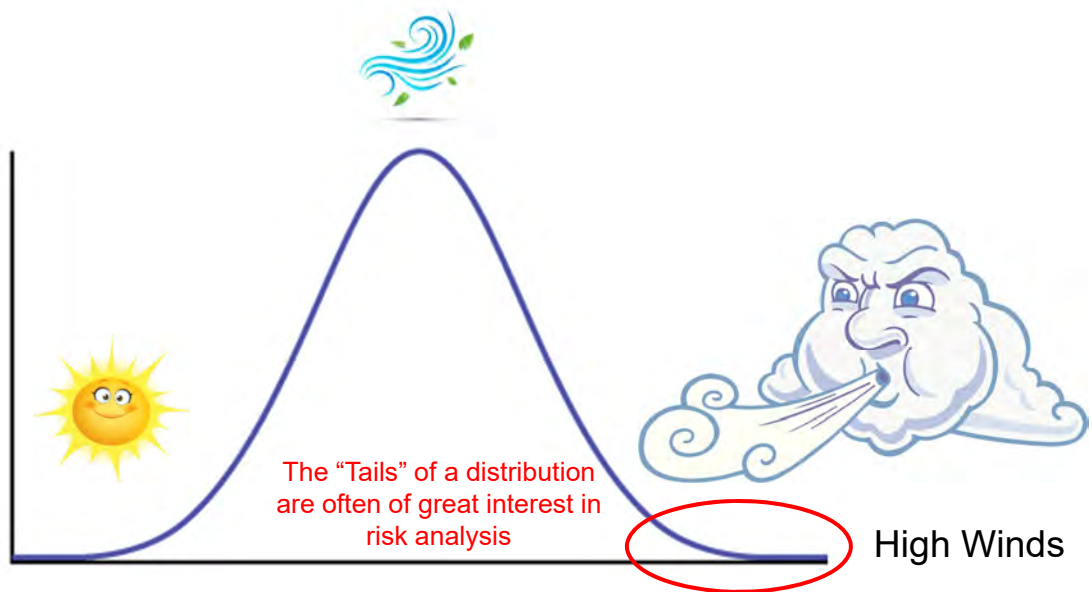 The “Tails” of a distribution
are often of great interest in
risk analysis
High Winds